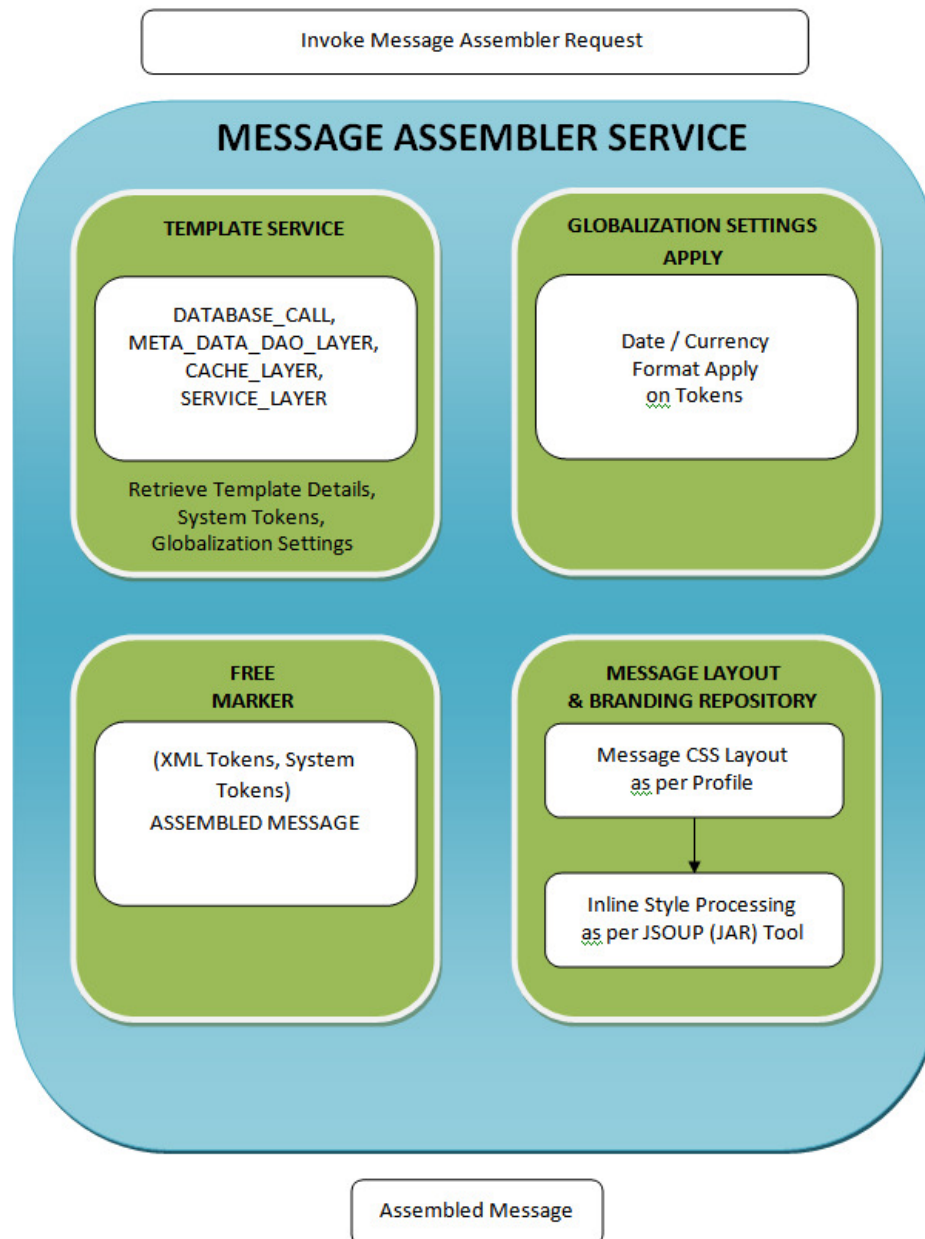 Invoke Message Assembler Request
MESSAGE ASSEMBLER SERVICE
TEMPLATE SERVICE
DATABASE_CALL,
META_DATA_DAO_LAYER,
CACHE_LAYER,
SERVICE_LAYER
Retrieve Template Details,
System Tokens,
Globalization Settings
GLOBALIZATION SETTINGS
APPLY
Date / Currency
Format Apply
on Tokens
FREE
MARKER
(XML Tokens, System
Tokens)
ASSEMBLED MESSAGE
MESSAGE LAYOUT
& BRANDING REPOSITORY
Message CSS Layout
as per Profile
Inline Style Processing
as per JSOUP (JAR) Tool
Assembled Message